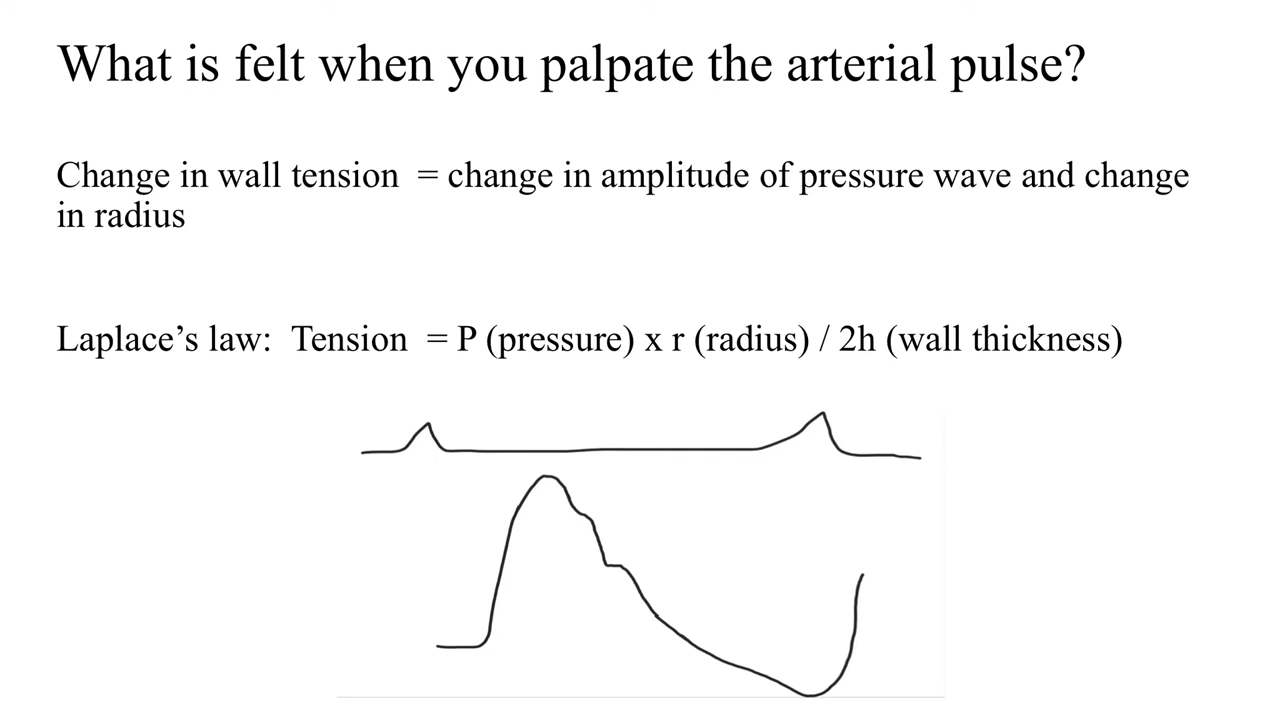 What is felt when you palpate the arterial pulse?
Change in wall tension  = change in amplitude of pressure wave and change
in radius
Laplace’s law:  Tension  = P (pressure) x r (radius) / 2h (wall thickness)